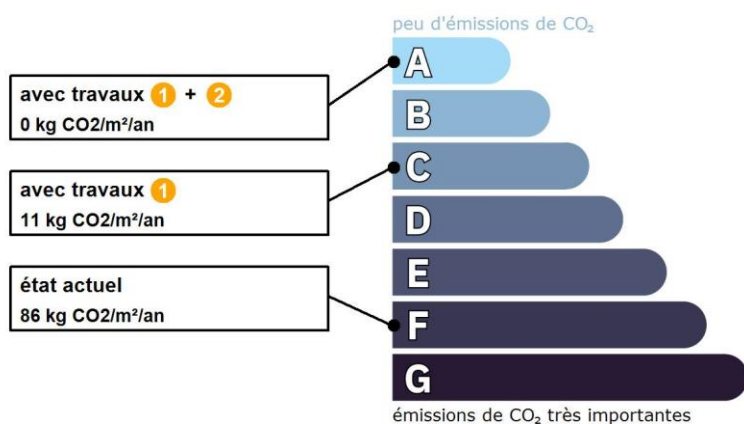 peu d'émissions de CO₂
A
avec travaux 1 + 2
0 kg CO2/m²/an
B
C
avec travaux 1
11 kg CO2/m²/an
D
E
état actuel
86 kg CO2/m²/an
F
G
émissions de CO₂ très importantes